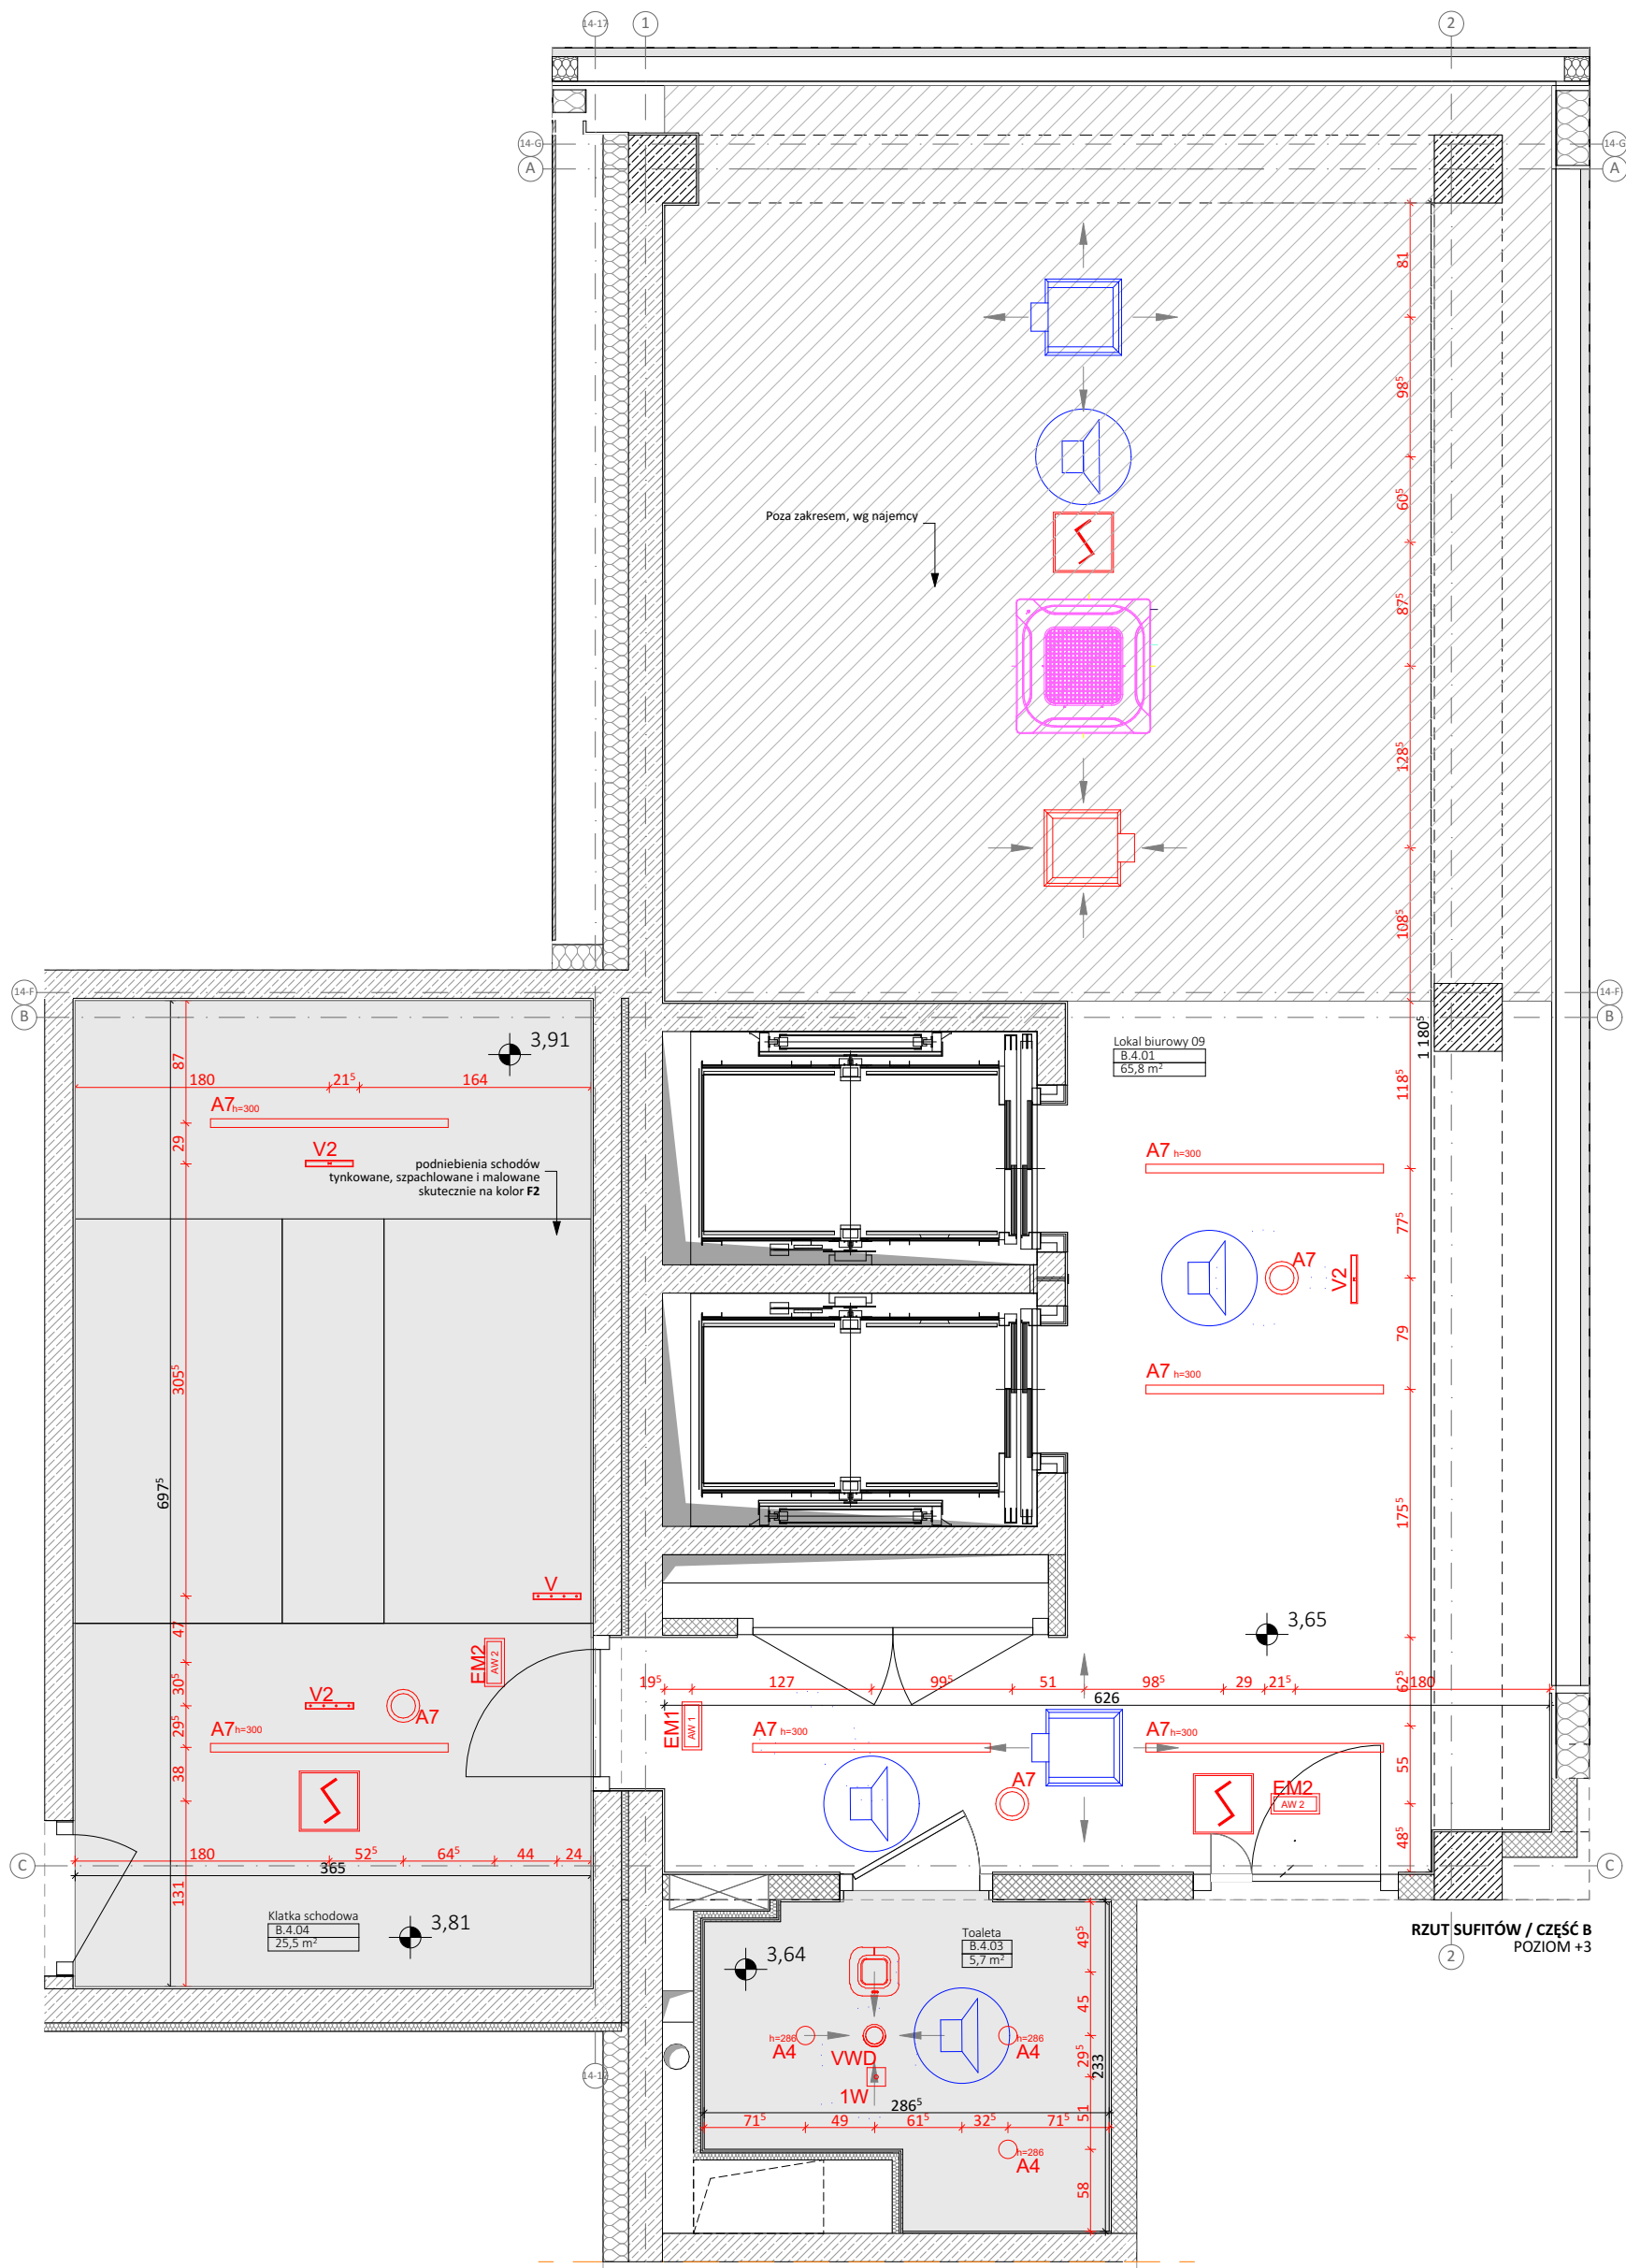 14-17
1
2
14-G
A
14-G
A
81
98⁵
60⁵
Poza zakresem, wg najemcy
87⁵
128⁵
108⁵
14-F
B
14-F
B
3,91
87
180
21⁵
164
A7 h=300
29
V2
podniebienia schodów
tynkowane, szpachlowane i malowane
skutecznie na kolor F2
Lokal biurowy 09
B.4.01
65,8 m²
1 180⁵
118⁵
A7 h=300
77⁵
A7
V2
79
A7 h=300
305⁵
697⁵
175⁵
V
47
3,65
EM2
AW 2
30⁵
V2
A7
29⁵
A7 h=300
38
19⁵
127
99⁵
51
98⁵
29
21⁵
62⁵
180
626
EM1
AW 1
A7 h=300
A7 h=300
55
A7
EM2
AW 2
48⁵
180
52⁵
64⁵
44
24
365
131
C
C
Klatka schodowa
B.4.04
25,5 m²
3,81
3,64
Toaleta
B.4.03
5,7 m²
49⁵
RZUT SUFITÓW / CZĘŚĆ B
POZIOM +3
2
45
h=286
A4
VWD
h=286
A4
29⁵
233
14-17
1W
286⁵
51
71⁵
49
61⁵
32⁵
71⁵
h=286
A4
58